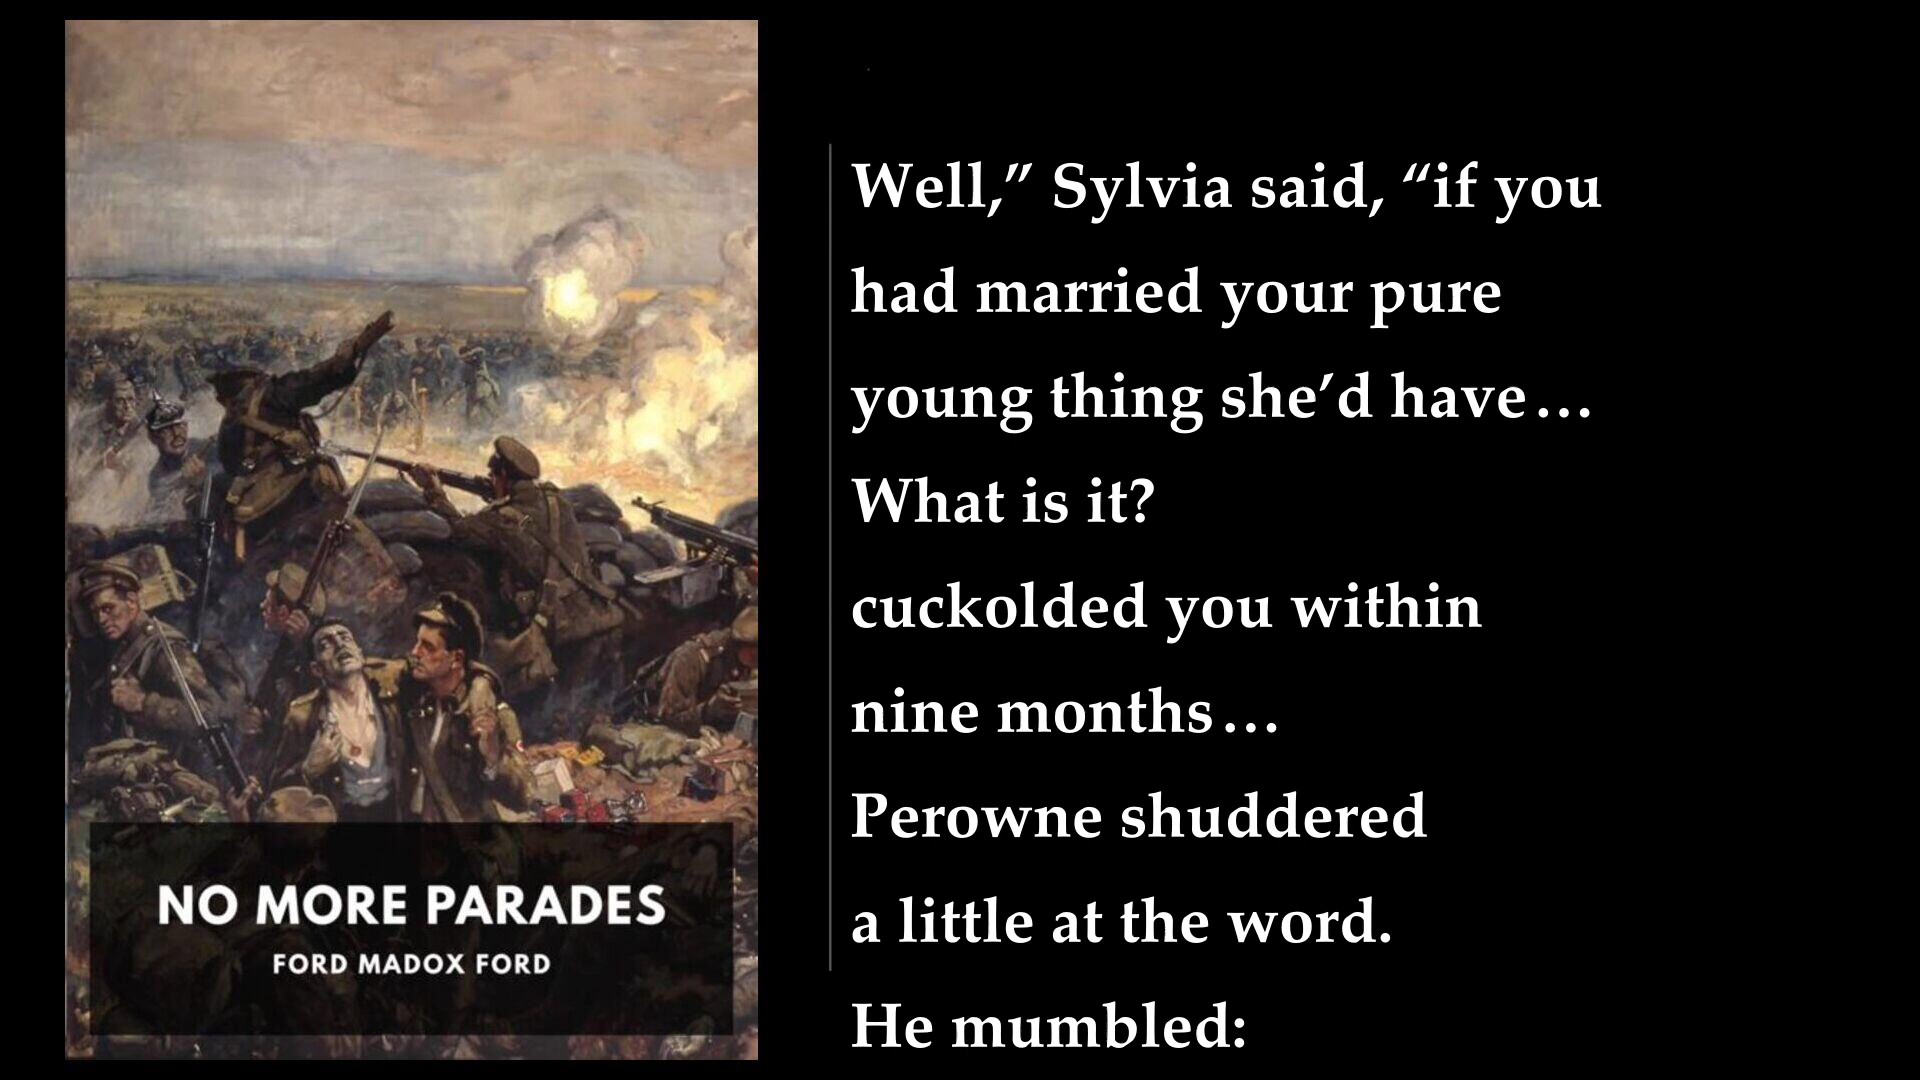 NO MORE PARADES
FORD MADOX FORD
Well,” Sylvia said, “if you
had married your pure
young thing she’d have…
What is it?
cuckolded you within
nine months…
Perowne shuddered
a little at the word.
He mumbled: